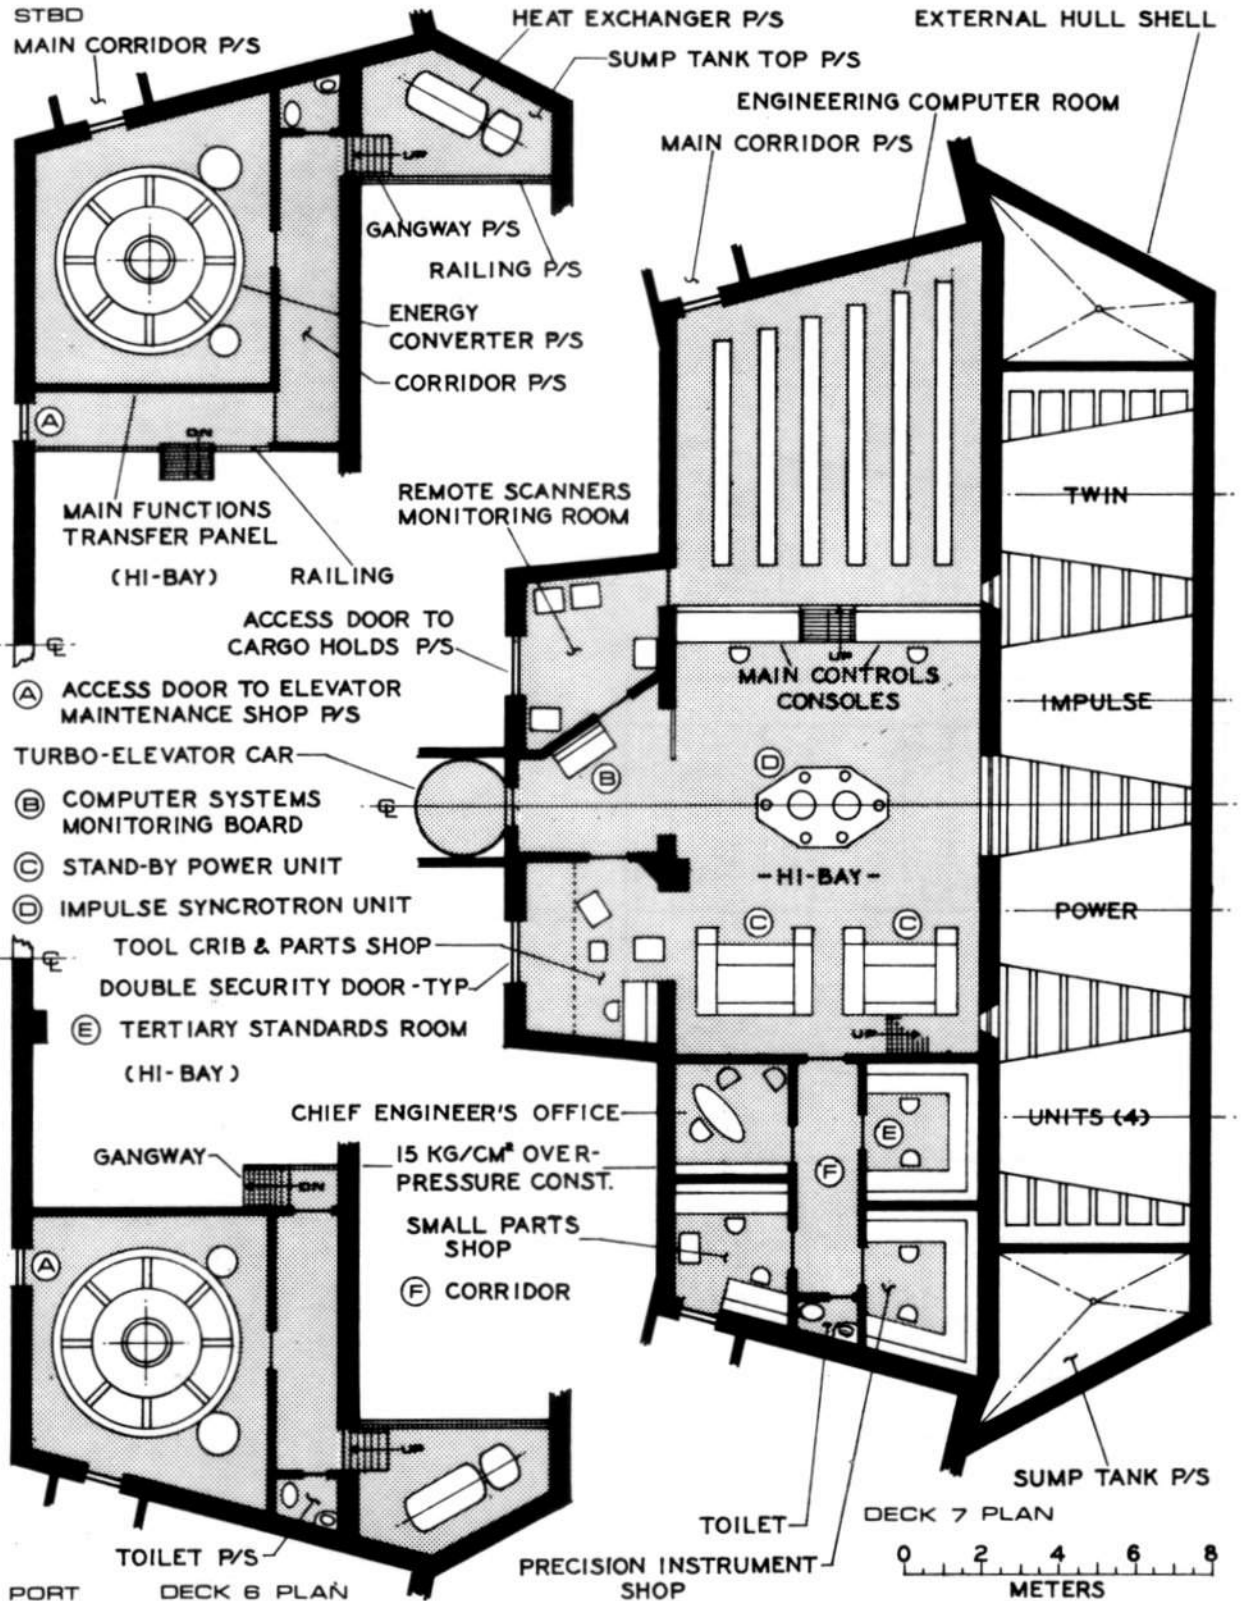 STBD
MAIN CORRIDOR P/S
HEAT EXCHANGER P/S
SUMP TANK TOP P/S
EXTERNAL HULL SHELL
ENGINEERING COMPUTER ROOM
MAIN CORRIDOR P/S
UP
GANGWAY P/S
RAILING P/S
ENERGY
CONVERTER P/S
CORRIDOR P/S
A
DN
MAIN FUNCTIONS
TRANSFER PANEL
(HI-BAY)
RAILING
REMOTE SCANNERS
MONITORING ROOM
TWIN
ACCESS DOOR TO
CARGO HOLDS P/S
℄
A ACCESS DOOR TO ELEVATOR
MAINTENANCE SHOP P/S
UP
MAIN CONTROLS
CONSOLES
IMPULSE
TURBO-ELEVATOR CAR
B
D
℄
B COMPUTER SYSTEMS
MONITORING BOARD
C STAND-BY POWER UNIT
-HI-BAY-
D IMPULSE SYNCROTRON UNIT
C
C
POWER
TOOL CRIB & PARTS SHOP
℄
DOUBLE SECURITY DOOR-TYP
E TERTIARY STANDARDS ROOM
(HI-BAY)
UP
CHIEF ENGINEER'S OFFICE
E
UNITS (4)
GANGWAY
DN
15 KG/CM² OVER-
PRESSURE CONST.
F
SMALL PARTS
SHOP
A
F CORRIDOR
UP
SUMP TANK P/S
TOILET
DECK 7 PLAN
TOILET P/S
PRECISION INSTRUMENT
SHOP
0 2 4 6 8
METERS
PORT
DECK 6 PLAN